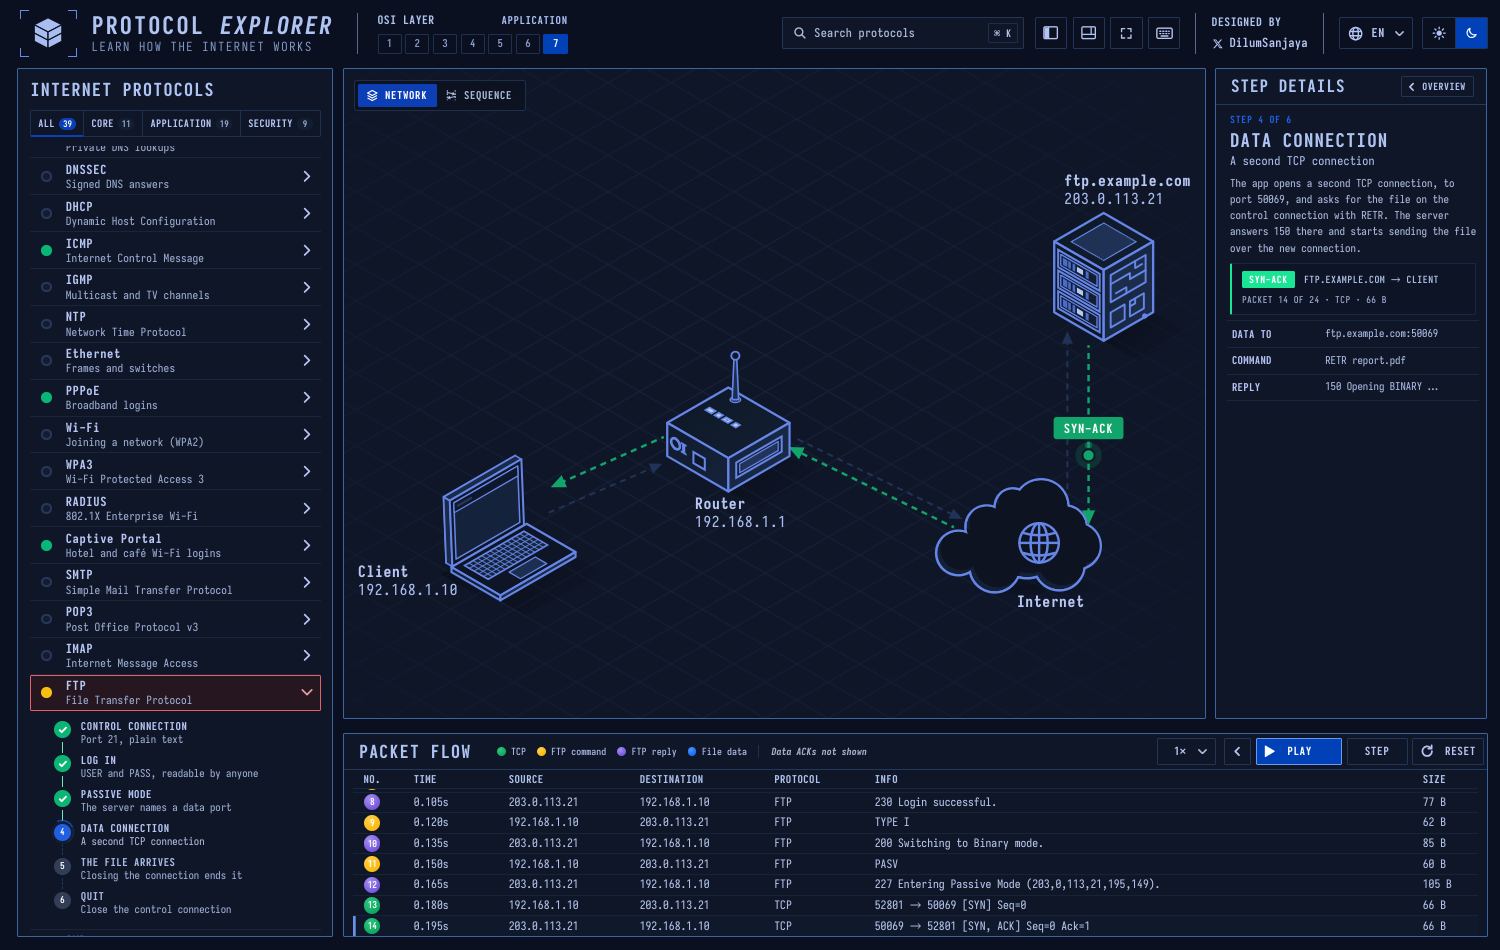 PROTOCOL EXPLORER
LEARN HOW THE INTERNET WORKS
OSI LAYER APPLICATION
1 2 3 4 5 6 7
Search protocols ⌘ K
DESIGNED BY
DilumSanjaya
EN
INTERNET PROTOCOLS
ALL 39 CORE 11 APPLICATION 19 SECURITY 9
Private DNS lookups
DNSSEC
Signed DNS answers
DHCP
Dynamic Host Configuration
ICMP
Internet Control Message
IGMP
Multicast and TV channels
NTP
Network Time Protocol
Ethernet
Frames and switches
PPPoE
Broadband logins
Wi-Fi
Joining a network (WPA2)
WPA3
Wi-Fi Protected Access 3
RADIUS
802.1X Enterprise Wi-Fi
Captive Portal
Hotel and café Wi-Fi logins
SMTP
Simple Mail Transfer Protocol
POP3
Post Office Protocol v3
IMAP
Internet Message Access
FTP
File Transfer Protocol
CONTROL CONNECTION
Port 21, plain text
LOG IN
USER and PASS, readable by anyone
PASSIVE MODE
The server names a data port
4 DATA CONNECTION
A second TCP connection
5 THE FILE ARRIVES
Closing the connection ends it
6 QUIT
Close the control connection
NETWORK SEQUENCE
ftp.example.com
203.0.113.21
SYN-ACK
Router
192.168.1.1
Client
192.168.1.10
Internet
STEP DETAILS OVERVIEW
STEP 4 OF 6
DATA CONNECTION
A second TCP connection
The app opens a second TCP connection, to
port 50069, and asks for the file on the
control connection with RETR. The server
answers 150 there and starts sending the file
over the new connection.
SYN-ACK FTP.EXAMPLE.COM → CLIENT
PACKET 14 OF 24 · TCP · 66 B
DATA TO ftp.example.com:50069
COMMAND RETR report.pdf
REPLY 150 Opening BINARY ...
PACKET FLOW TCP FTP command FTP reply File data Data ACKs not shown 1× PLAY STEP RESET
NO. TIME SOURCE DESTINATION PROTOCOL INFO SIZE
8 0.105s 203.0.113.21 192.168.1.10 FTP 230 Login successful. 77 B
9 0.120s 192.168.1.10 203.0.113.21 FTP TYPE I 62 B
10 0.135s 203.0.113.21 192.168.1.10 FTP 200 Switching to Binary mode. 85 B
11 0.150s 192.168.1.10 203.0.113.21 FTP PASV 60 B
12 0.165s 203.0.113.21 192.168.1.10 FTP 227 Entering Passive Mode (203,0,113,21,195,149). 105 B
13 0.180s 192.168.1.10 203.0.113.21 TCP 52801 → 50069 [SYN] Seq=0 66 B
14 0.195s 203.0.113.21 192.168.1.10 TCP 50069 → 52801 [SYN, ACK] Seq=0 Ack=1 66 B